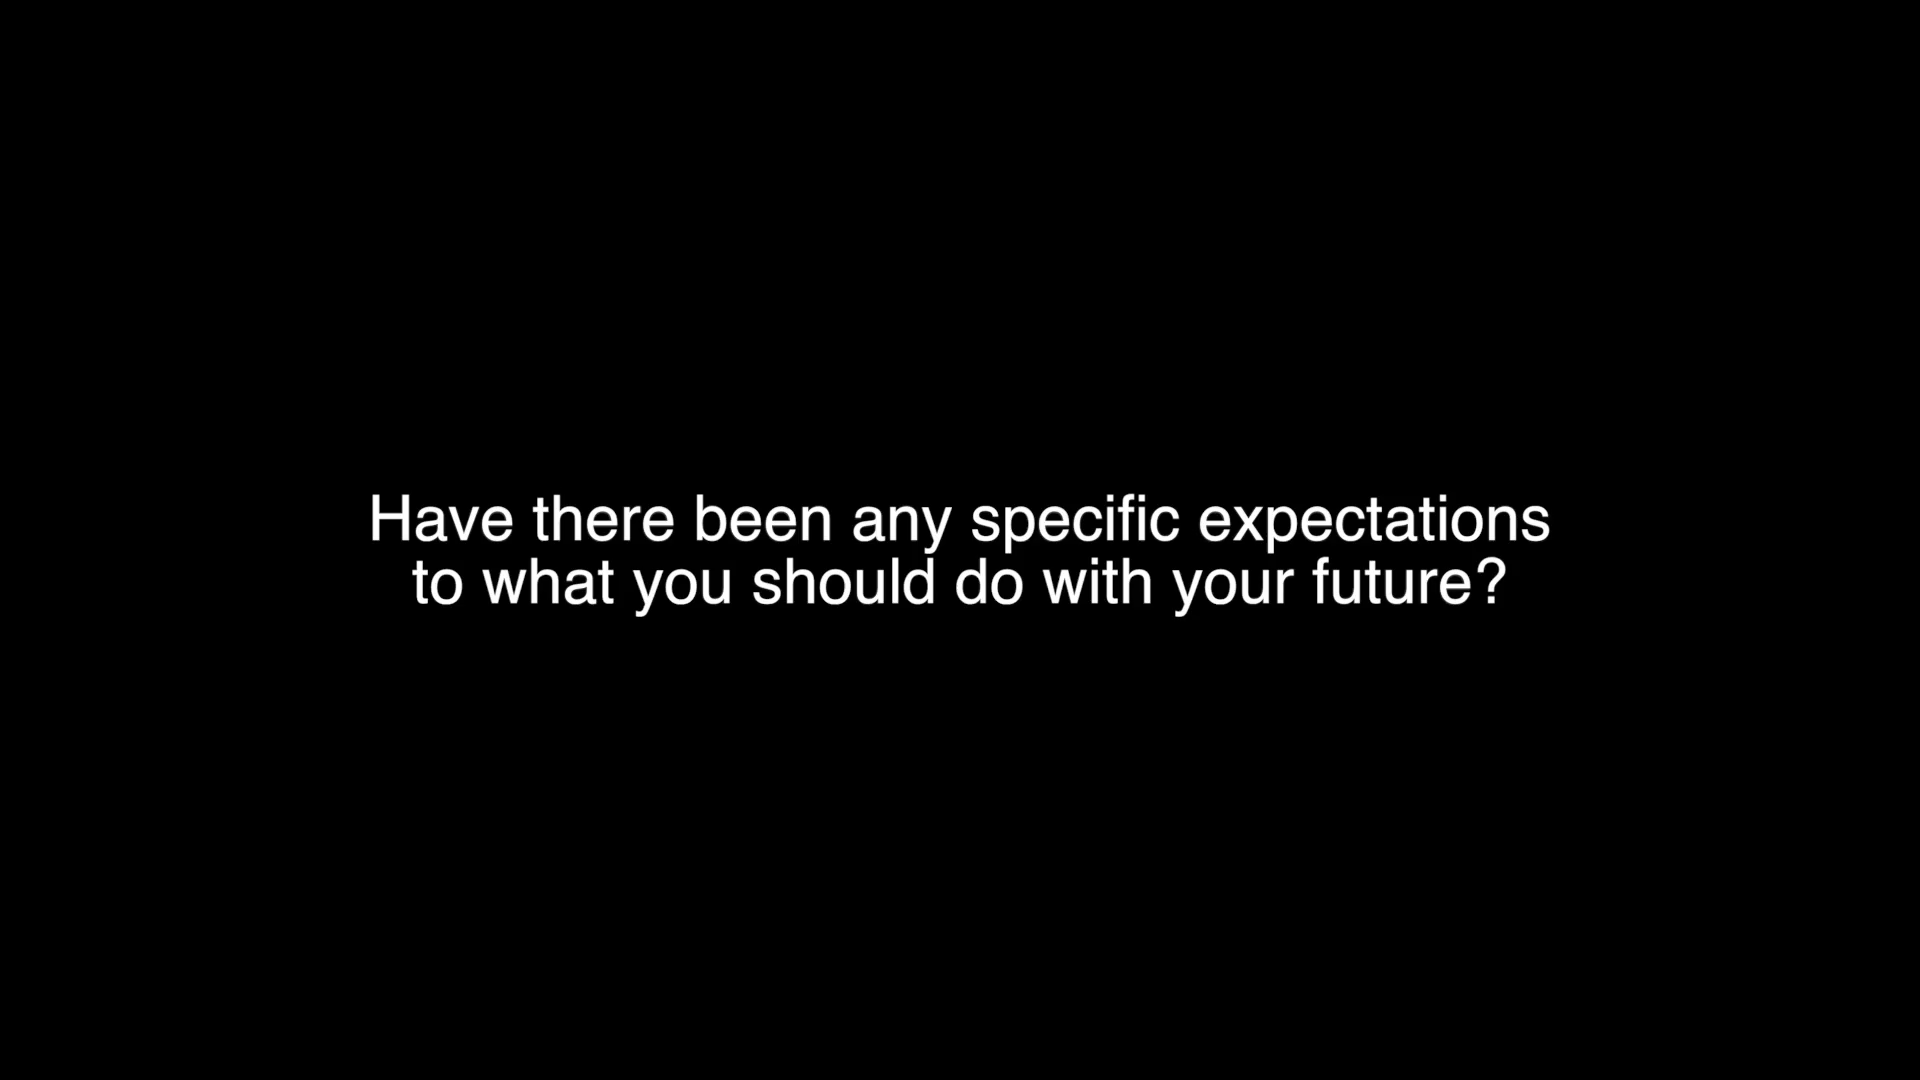 Have there been any specific expectations
to what you should do with your future?